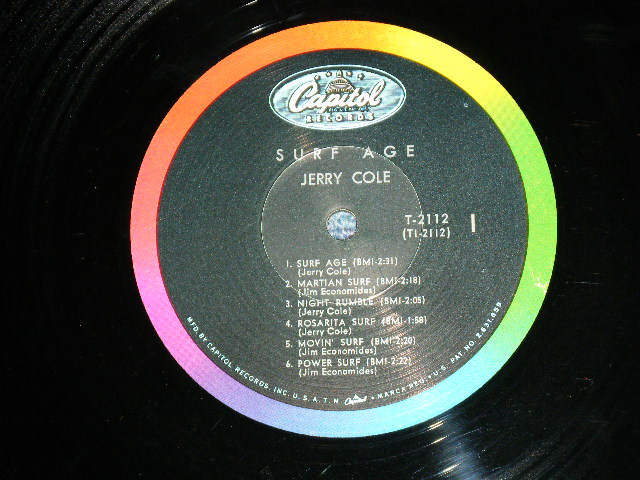 Capitol
RECORDS
SURF AGE
JERRY COLE
T-2112
(T1-2112)
1
1. SURF AGE (BMI-2:31)
(Jerry Cole)
2. MARTIAN SURF (BMI-2:18)
(Jim Economides)
3. NIGHT RUMBLE (BMI-2:05)
(Jerry Cole)
4. ROSARITA SURF (BMI-1:58)
(Jerry Cole)
5. MOVIN' SURF (BMI-2:20)
(Jim Economides)
6. POWER SURF (BMI-2:22)
(Jim Economides)
MFD. BY CAPITOL RECORDS, INC. U.S.A. T.M. Capitol MARCA REG. • U.S. PAT. NO. 2,631,859